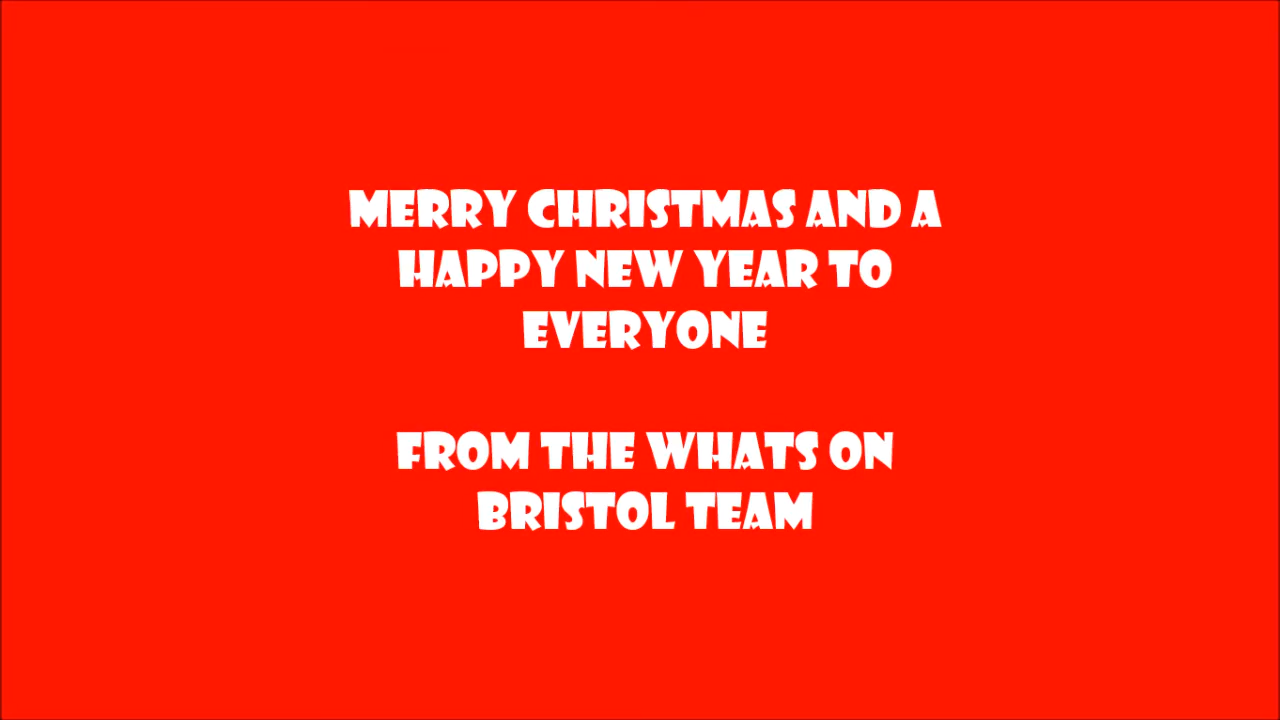 MERRY CHRISTMAS AND A
HAPPY NEW YEAR TO
EVERYONE
FROM THE WHATS ON
BRISTOL TEAM